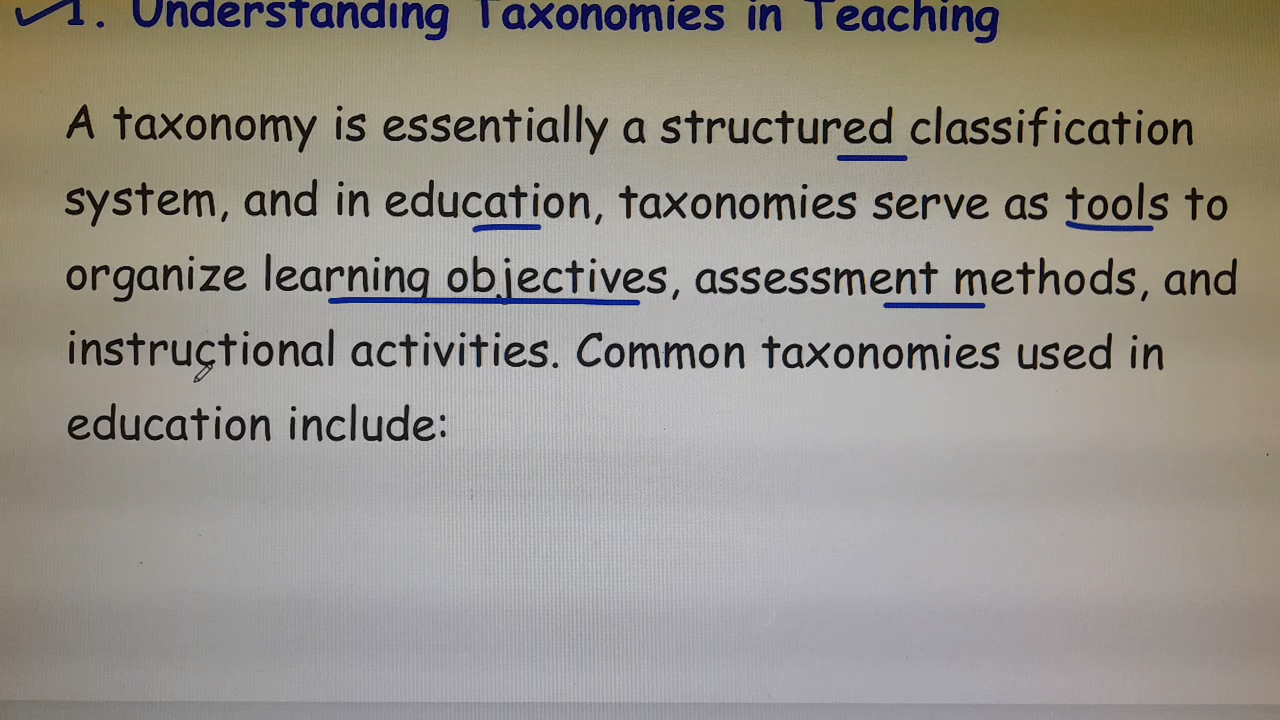 1. Understanding Taxonomies in Teaching
A taxonomy is essentially a structured classification
system, and in education, taxonomies serve as tools to
organize learning objectives, assessment methods, and
instructional activities. Common taxonomies used in
education include: